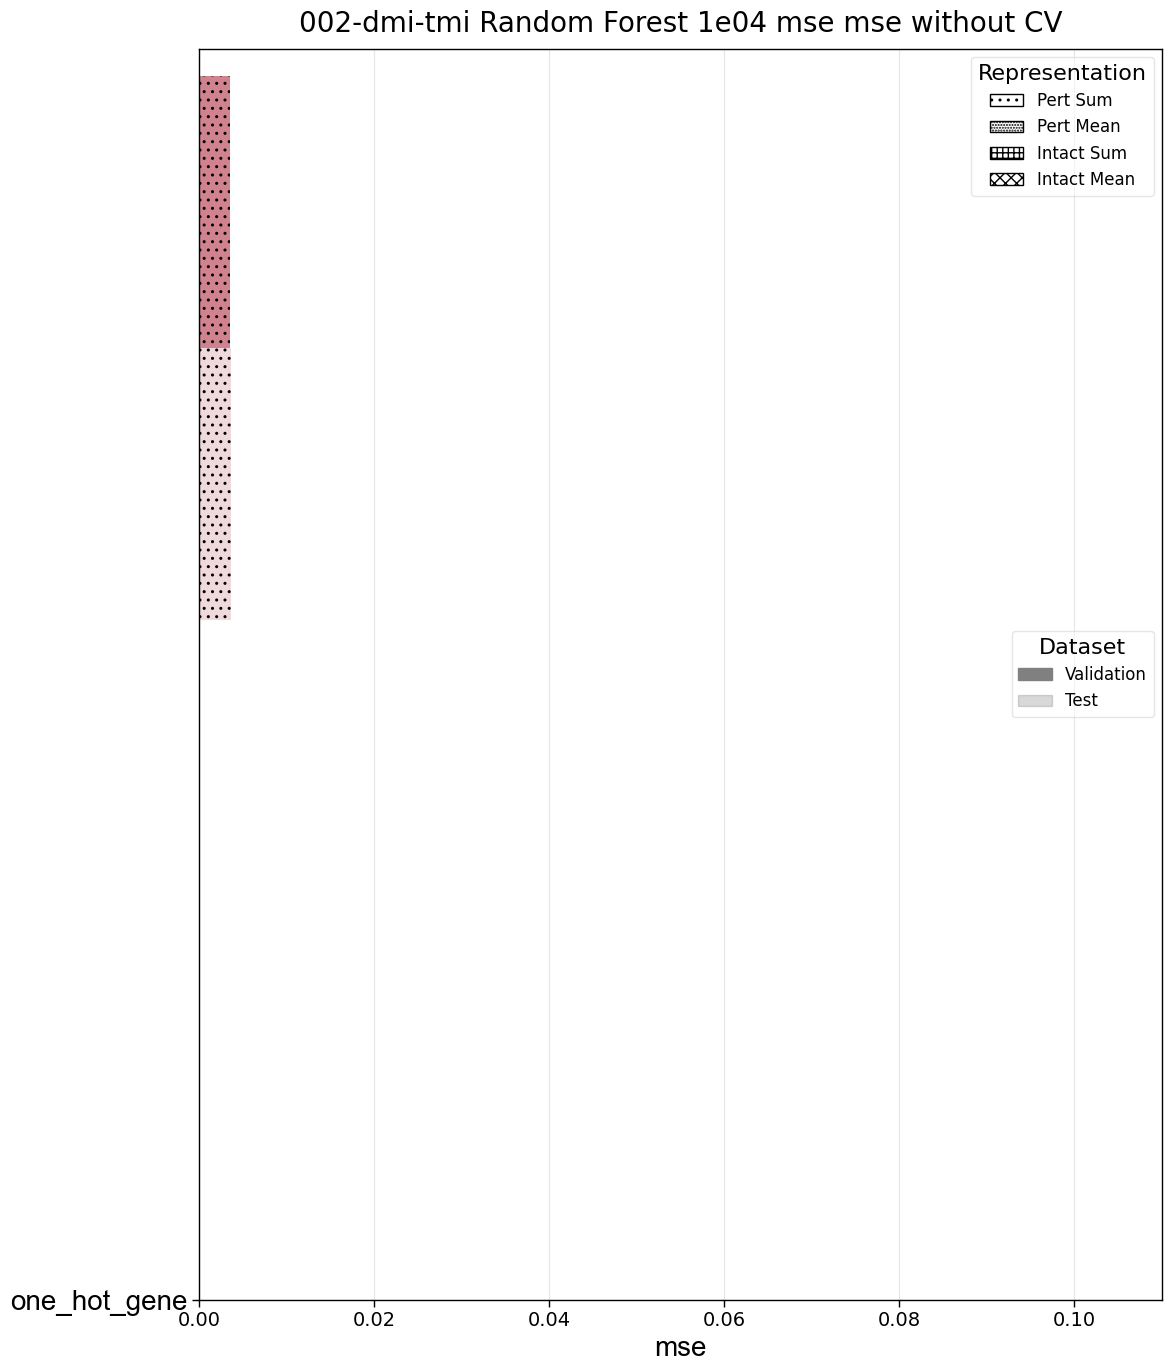 002-dmi-tmi Random Forest 1e04 mse mse without CV
Representation
Pert Sum
Pert Mean
Intact Sum
Intact Mean
Dataset
Validation
Test
one_hot_gene
0.00 0.02 0.04 0.06 0.08 0.10
mse